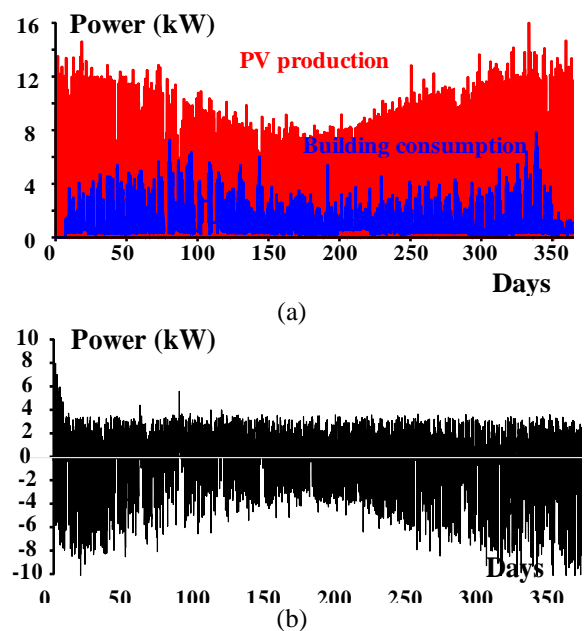 Power (kW)
16
PV production
12
8
Building consumption
4
0
0 50 100 150 200 250 300 350
Days
(a)
10
Power (kW)
8
6
4
2
0
-2
-4
-6
-8
Days
-10
0 50 100 150 200 250 300 350
(b)